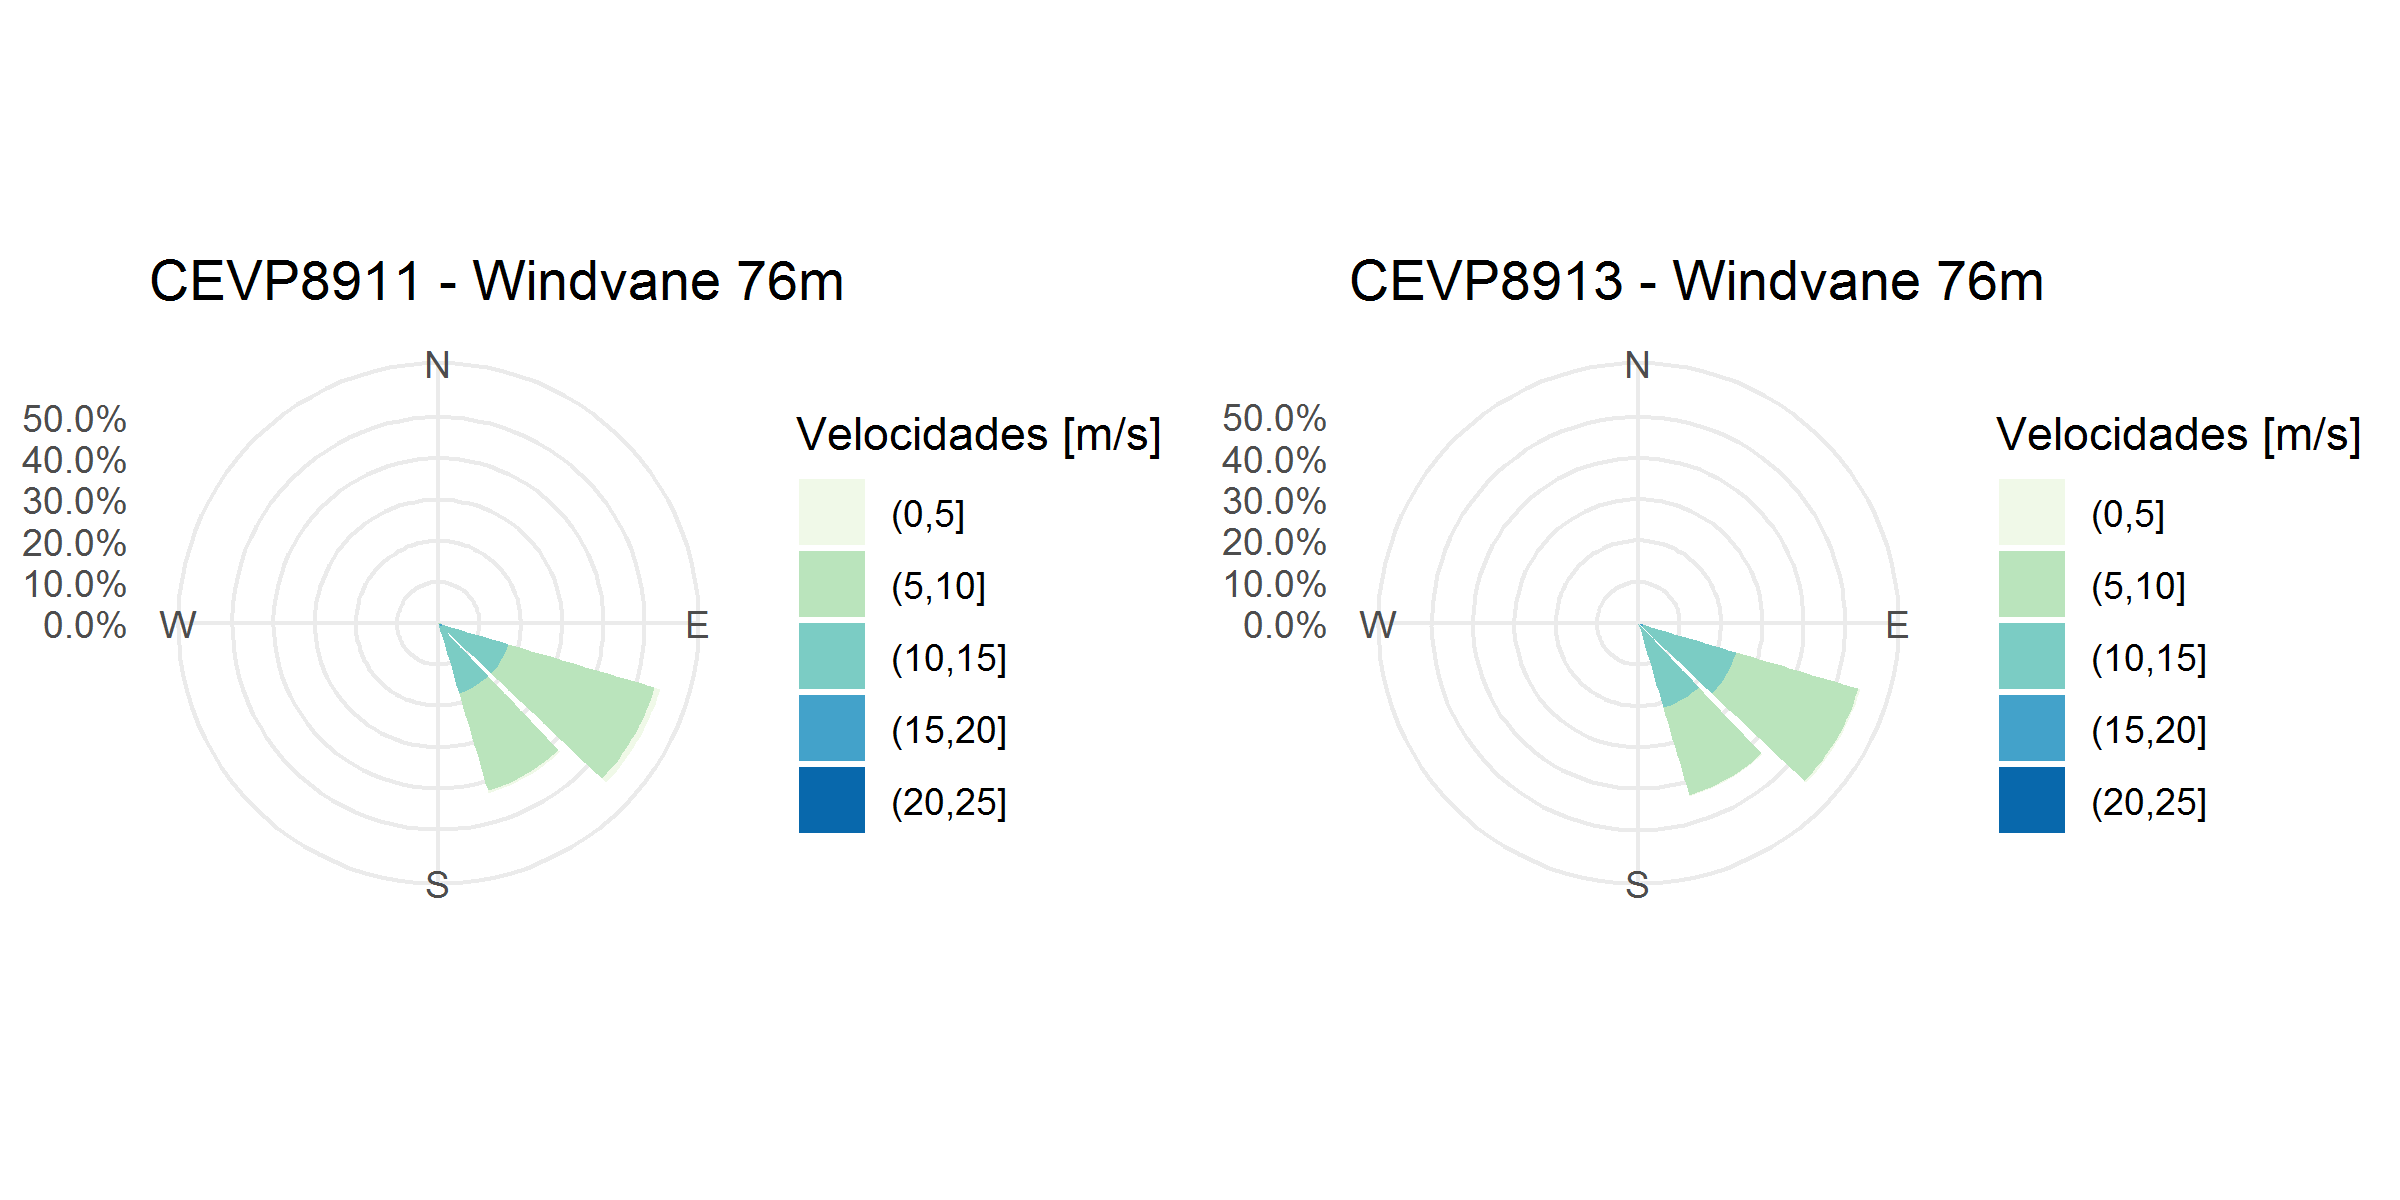 CEVP8911 - Windvane 76m
N
50.0%
40.0%
30.0%
20.0%
10.0%
0.0%
W
E
S
Velocidades [m/s]
(0,5]
(5,10]
(10,15]
(15,20]
(20,25]
CEVP8913 - Windvane 76m
N
50.0%
40.0%
30.0%
20.0%
10.0%
0.0%
W
E
S
Velocidades [m/s]
(0,5]
(5,10]
(10,15]
(15,20]
(20,25]